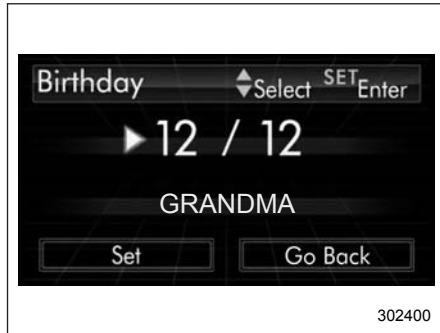 Birthday Select SET Enter
12 / 12
GRANDMA
Set Go Back
302400